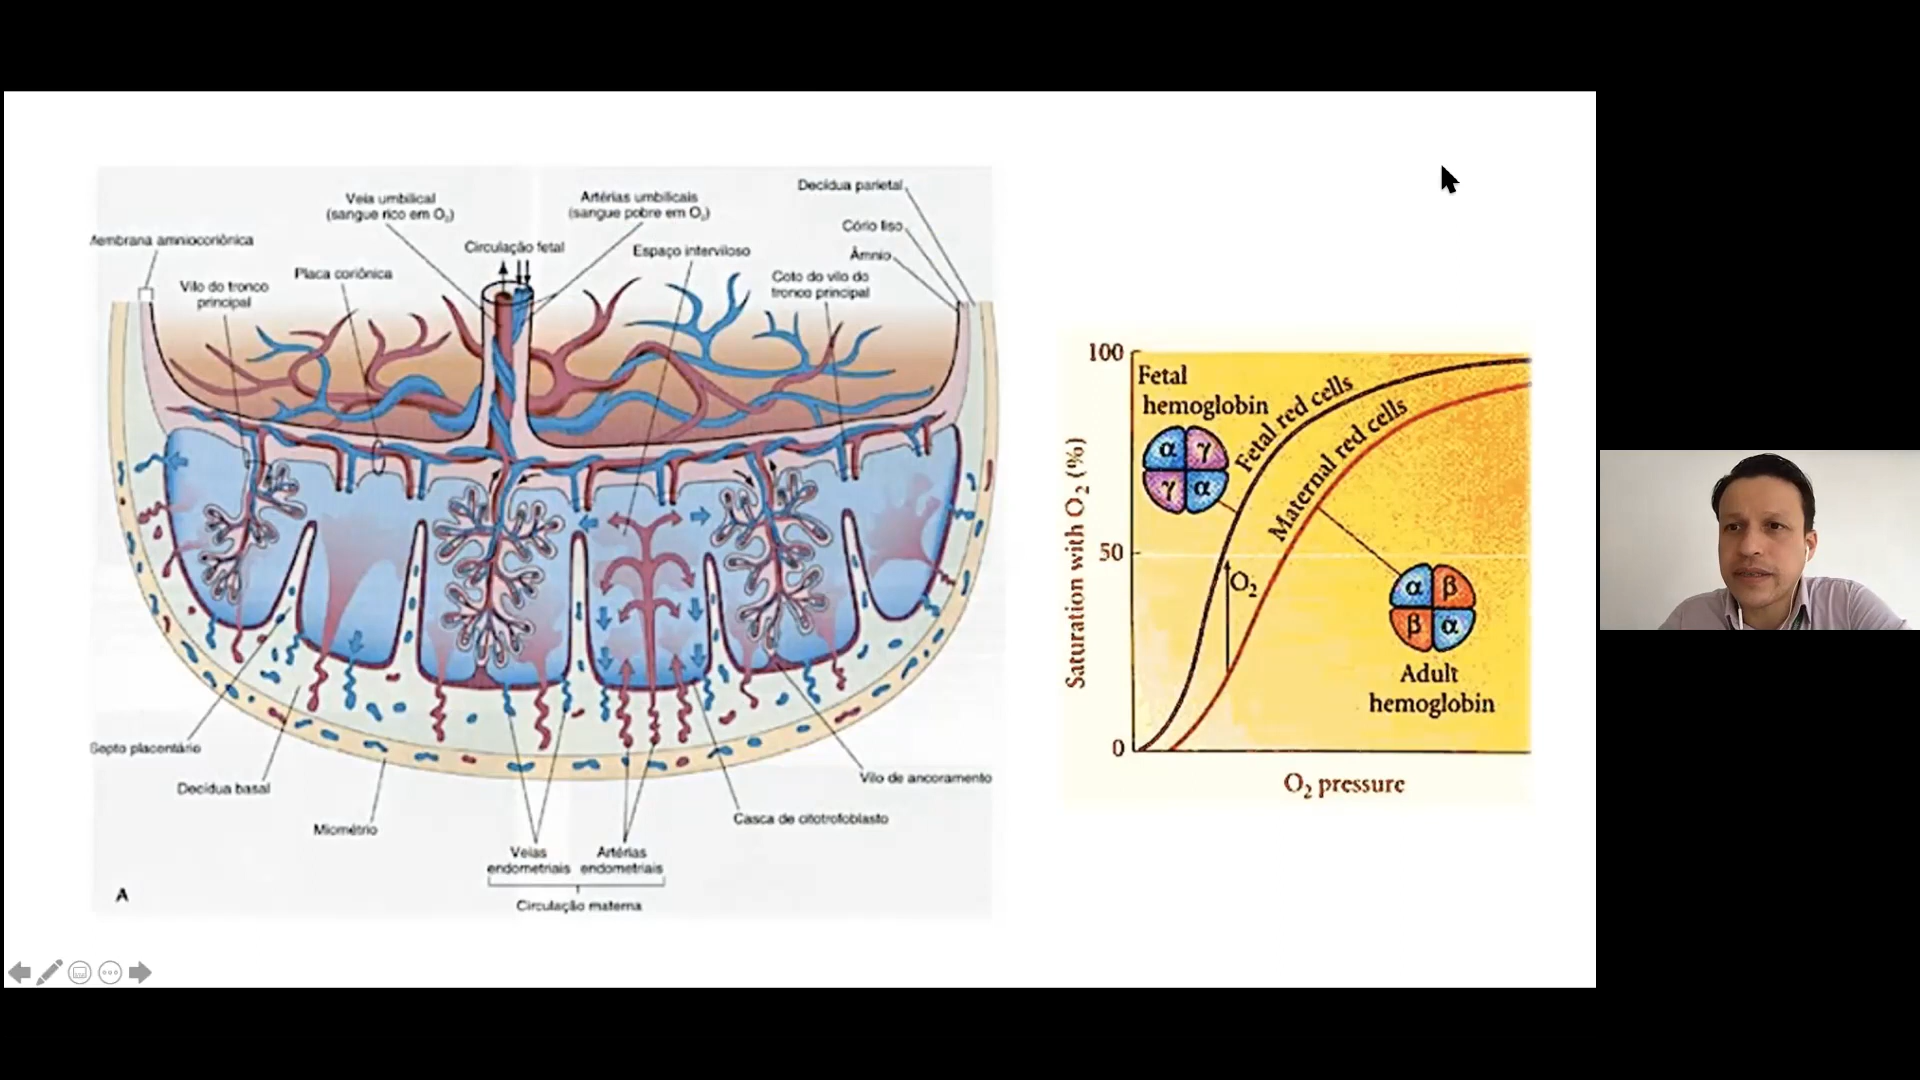 Veia umbilical
(sangue rico em O₂)
Artérias umbilicais
(sangue pobre em O₂)
Decídua parietal
Cório liso
Âmnio
Membrana amniocoriônica
Circulação fetal
Espaço interviloso
Placa coriônica
Vilo do tronco
principal
Coto do vilo do
tronco principal
Septo placentário
Decídua basal
Miométrio
Veias
endometriais
Artérias
endometriais
Circulação materna
Casca de citotrofoblasto
Vilo de ancoramento
A
Saturation with O₂ (%)
100
50
0
Fetal
hemoglobin
α γ
γ α
Fetal red cells
Maternal red cells
O₂
α β
β α
Adult
hemoglobin
O₂ pressure